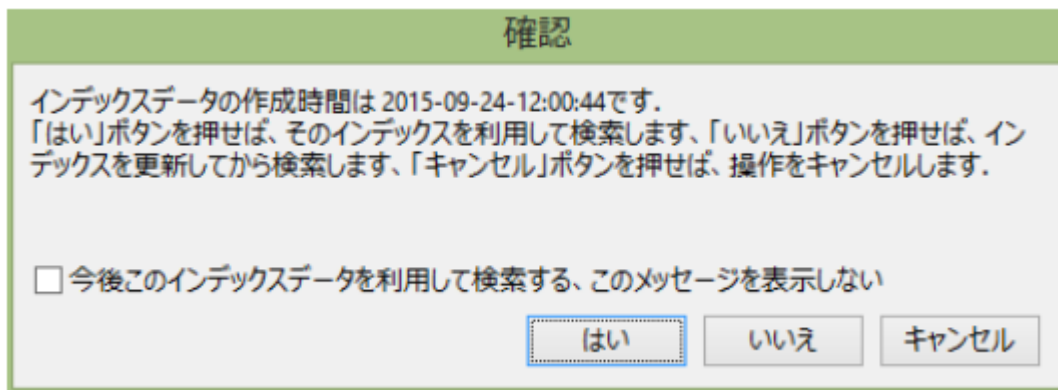 確認
インデックスデータの作成時間は 2015-09-24-12:00:44です.
「はい」ボタンを押せば、そのインデックスを利用して検索します、「いいえ」ボタンを押せば、イン
デックスを更新してから検索します、「キャンセル」ボタンを押せば、操作をキャンセルします.
今後このインデックスデータを利用して検索する、このメッセージを表示しない
はい いいえ キャンセル